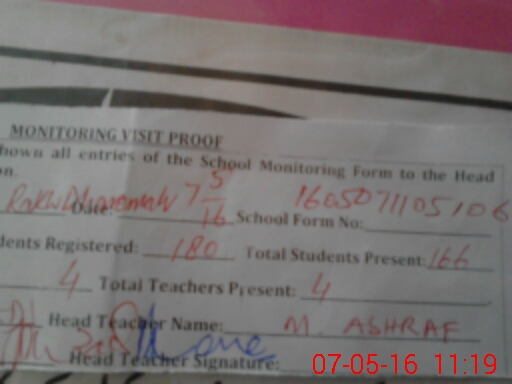 MONITORING VISIT PROOF
hown all entries of the School Monitoring Form to the Head
on.
Date: 7 5/16 School Form No: 1605071105106
dents Registered: 180 Total Students Present: 166
4 Total Teachers Present: 4
Head Teacher Name: M. ASHRAF
Head Teacher Signature:
07-05-16 11:19